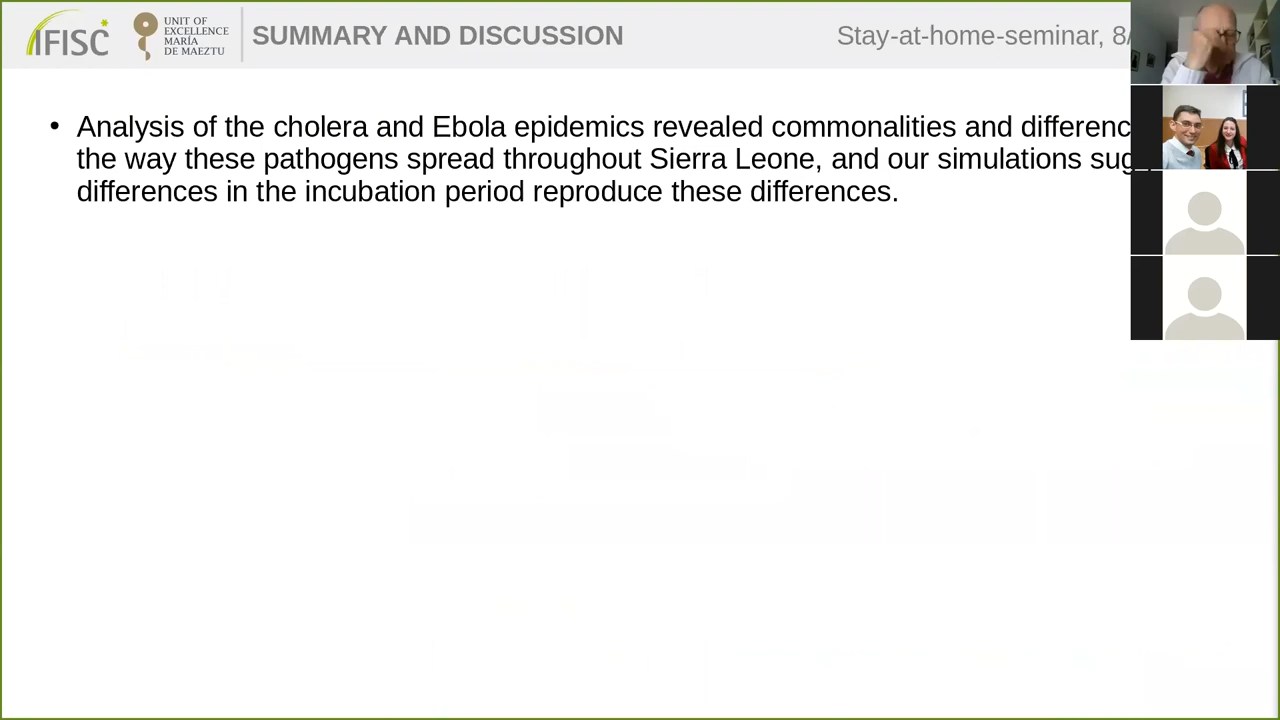 IFISC
UNIT OF
EXCELLENCE
MARÍA
DE MAEZTU
SUMMARY AND DISCUSSION
Stay-at-home-seminar, 8/
• Analysis of the cholera and Ebola epidemics revealed commonalities and
the way these pathogens spread throughout Sierra Leone, and our simulations
differences in the incubation period reproduce these differences.